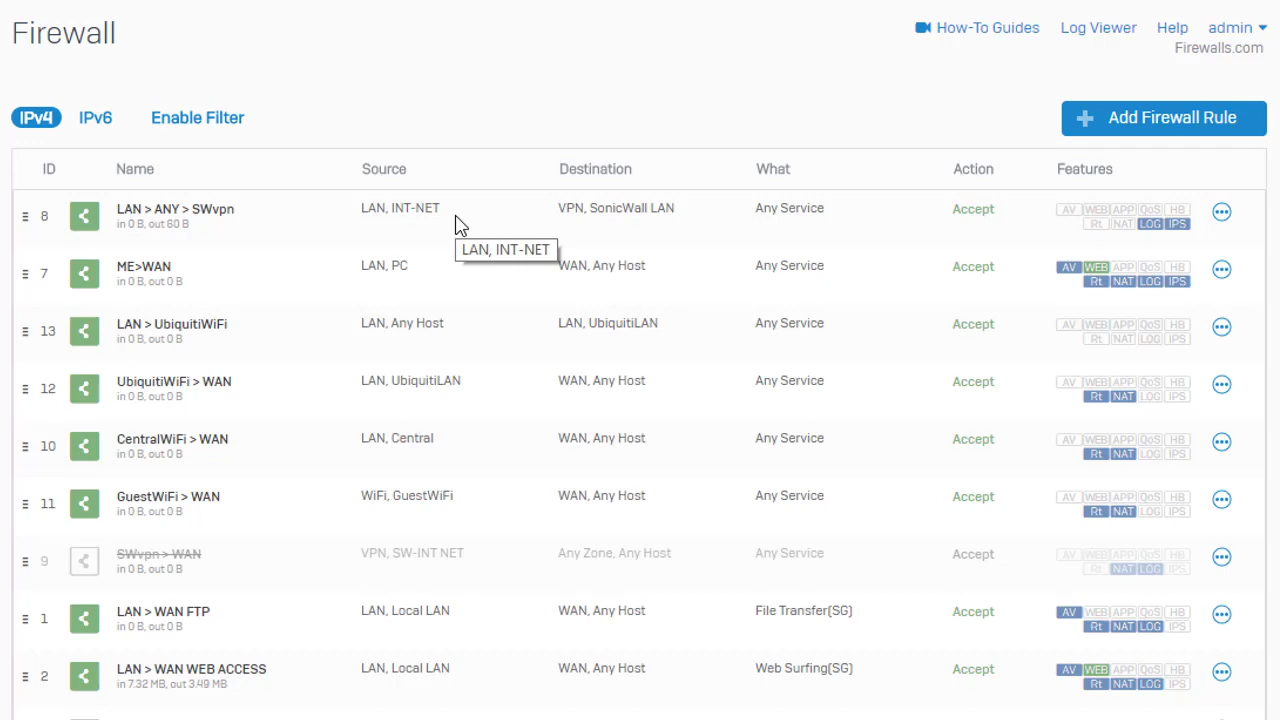 Firewall
How-To Guides Log Viewer Help admin
Firewalls.com
IPv4 IPv6 Enable Filter
Add Firewall Rule
ID Name Source Destination What Action Features
8 LAN > ANY > SWvpn LAN, INT-NET VPN, SonicWall LAN Any Service Accept AV WEB APP QoS HB
in 0 B, out 60 B Rt NAT LOG IPS
LAN, INT-NET
7 ME>WAN LAN, PC WAN, Any Host Any Service Accept AV WEB APP QoS HB
in 0 B, out 0 B Rt NAT LOG IPS
13 LAN > UbiquitiWiFi LAN, Any Host LAN, UbiquitiLAN Any Service Accept AV WEB APP QoS HB
in 0 B, out 0 B Rt NAT LOG IPS
12 UbiquitiWiFi > WAN LAN, UbiquitiLAN WAN, Any Host Any Service Accept AV WEB APP QoS HB
in 0 B, out 0 B Rt NAT LOG IPS
10 CentralWiFi > WAN LAN, Central WAN, Any Host Any Service Accept AV WEB APP QoS HB
in 0 B, out 0 B Rt NAT LOG IPS
11 GuestWiFi > WAN WiFi, GuestWiFi WAN, Any Host Any Service Accept AV WEB APP QoS HB
in 0 B, out 0 B Rt NAT LOG IPS
9 SWvpn > WAN VPN, SW-INT NET Any Zone, Any Host Any Service Accept AV WEB APP QoS HB
in 0 B, out 0 B Rt NAT LOG IPS
1 LAN > WAN FTP LAN, Local LAN WAN, Any Host File Transfer(SG) Accept AV WEB APP QoS HB
in 0 B, out 0 B Rt NAT LOG IPS
2 LAN > WAN WEB ACCESS LAN, Local LAN WAN, Any Host Web Surfing(SG) Accept AV WEB APP QoS HB
in 7.32 MB, out 3.49 MB Rt NAT LOG IPS